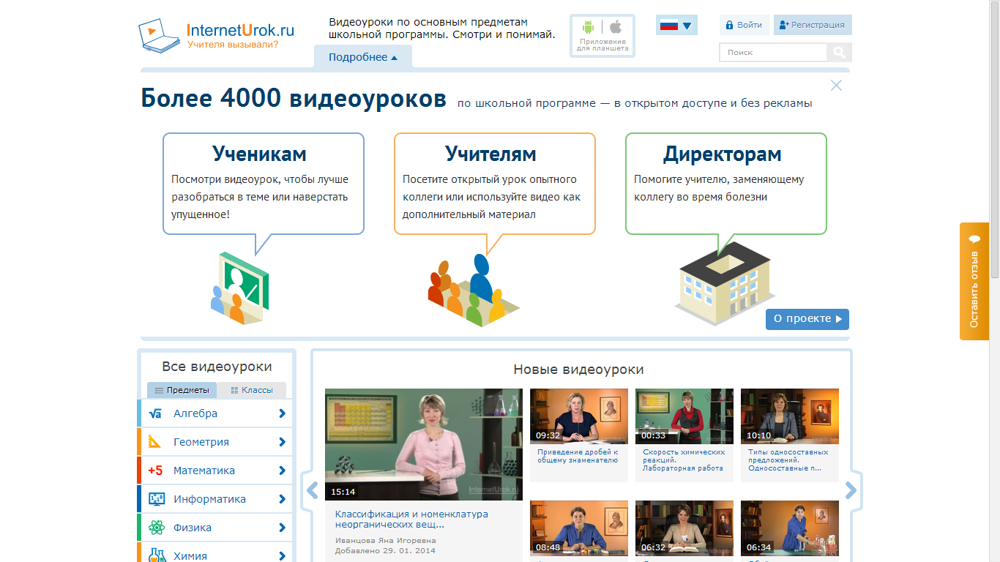 InternetUrok.ru
Учителя вызывали?
Видеоуроки по основным предметам
школьной программы. Смотри и понимай.
Подробнее
Приложение
для планшета
Войти
Регистрация
Поиск
Более 4000 видеоуроков по школьной программе — в открытом доступе и без рекламы
Ученикам
Посмотри видеоурок, чтобы лучше
разобраться в теме или наверстать
упущенное!
Учителям
Посетите открытый урок опытного
коллеги или используйте видео как
дополнительный материал
Директорам
Помогите учителю, заменяющему
коллегу во время болезни
О проекте
Оставить отзыв
Все видеоуроки
Предметы
Классы
√a Алгебра
Геометрия
+5 Математика
Информатика
Физика
Химия
Новые видеоуроки
InternetUrok.ru
15:14
Классификация и номенклатура
неорганических вещ...
Иванцова Яна Игоревна
Добавлено 29. 01. 2014
09:32
Приведение дробей к
общему знаменателю
00:33
Скорость химических
реакций.
Лабораторная работа
10:10
Типы односоставных
предложений.
Односоставные п...
08:48
06:32
06:34